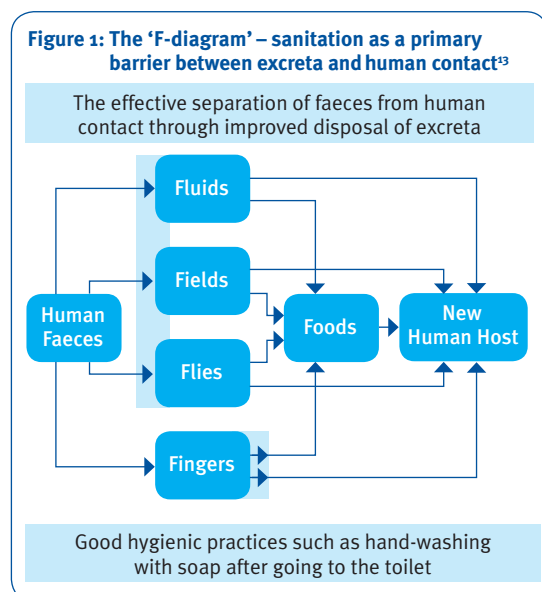 Figure 1: The ‘F-diagram’ – sanitation as a primary
barrier between excreta and human contact¹³
The effective separation of faeces from human
contact through improved disposal of excreta
Fluids
Fields
Human
Faeces
Foods
New
Human Host
Flies
Fingers
Good hygienic practices such as hand-washing
with soap after going to the toilet